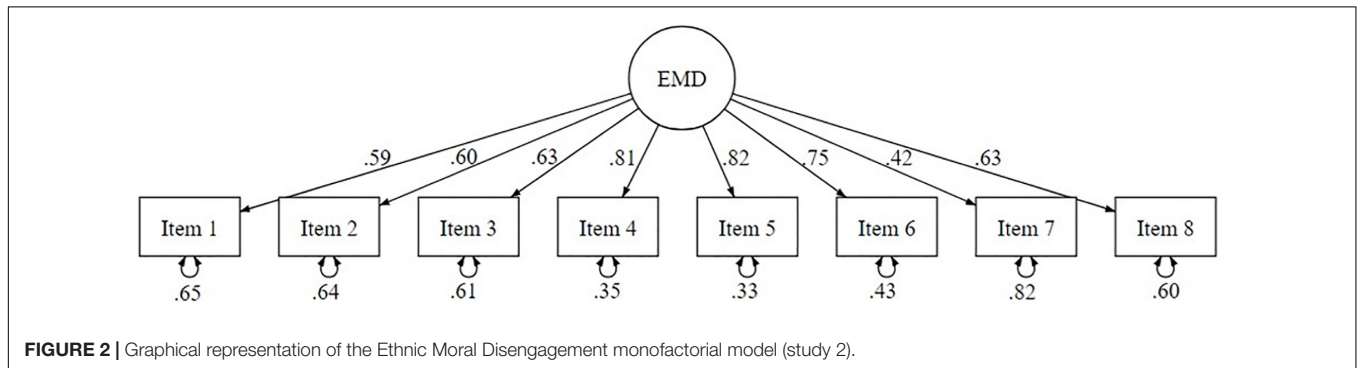 EMD
.59 .60 .63 .81 .82 .75 .42 .63
Item 1 Item 2 Item 3 Item 4 Item 5 Item 6 Item 7 Item 8
.65 .64 .61 .35 .33 .43 .82 .60
FIGURE 2 | Graphical representation of the Ethnic Moral Disengagement monofactorial model (study 2).